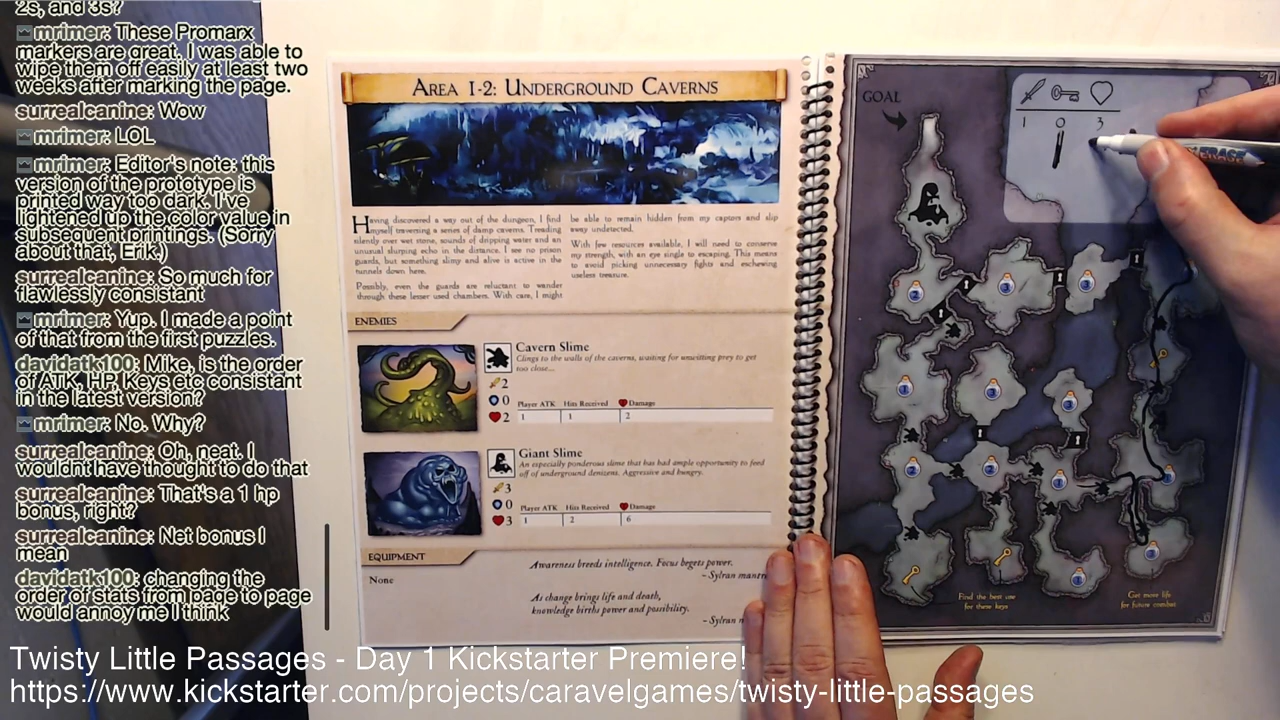 2s, and 3s?
mrimer: These Promarx
markers are great. I was able to
wipe them off easily at least two
weeks after marking the page.
surrealcanine: Wow
mrimer: LOL
mrimer: Editor's note: this
version of the prototype is
printed way too dark. I've
lightened up the color value in
subsequent printings. (Sorry
about that, Erik.)
surrealcanine: So much for
flawlessly consistant
mrimer: Yup. I made a point
of that from the first puzzles.
davidatk100: Mike, is the order
of ATK, HP, Keys etc consistant
in the latest version?
mrimer: No. Why?
surrealcanine: Oh, neat. I
wouldnt have thought to do that
surrealcanine: That's a 1 hp
bonus, right?
surrealcanine: Net bonus I
mean
davidatk100: changing the
order of stats from page to page
would annoy me I think
Area 1-2: Underground Caverns
Having discovered a way out of the dungeon, I find
myself traversing a series of damp caverns. Treading
silently over wet stone, sounds of dripping water and an
unusual slurping echo in the distance. I see no prison
guards, but something slimy and alive is active in the
tunnels down here.
Possibly, even the guards are reluctant to wander
through these lesser used chambers. With care, I might
be able to remain hidden from my captors and slip
away undetected.
With few resources available, I will need to conserve
my strength, with an eye single to escaping. This means
to avoid picking unnecessary fights and eschewing
useless treasure.
Enemies
Cavern Slime
Clings to the walls of the caverns, waiting for unwitting prey to get
too close...
2
0
2
Player ATK Hits Received Damage
1 1 2
Giant Slime
An especially ponderous slime that has had ample opportunity to feed
off of underground denizens. Aggressive and hungry.
3
0
3
Player ATK Hits Received Damage
1 2 6
Equipment
None
Awareness breeds intelligence. Focus begets power.
~ Sylran mantra
As change brings life and death,
knowledge births power and possibility.
~ Sylran
Goal
1 0 3
2
3
3
1
3
3
2
2
1
2
3
3
Find the best use
for these keys
Get more life
for future combat
ERASE
Twisty Little Passages - Day 1 Kickstarter Premiere!
https://www.kickstarter.com/projects/caravelgames/twisty-little-passages